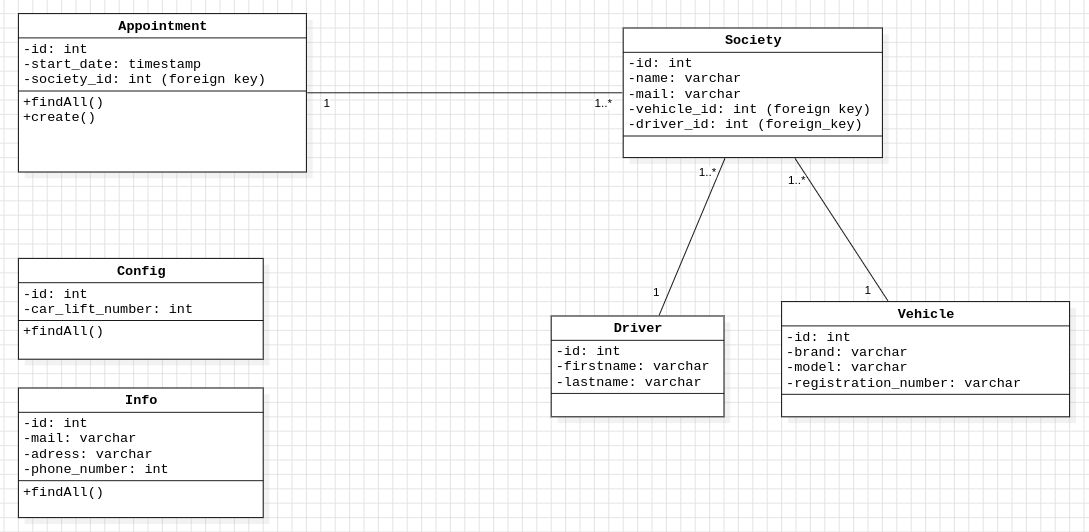 Appointment
-id: int
-start_date: timestamp
-society_id: int (foreign key)
+findAll()
+create()
1
1..*
Society
-id: int
-name: varchar
-mail: varchar
-vehicle_id: int (foreign key)
-driver_id: int (foreign_key)
1..*
1..*
1
1
Config
-id: int
-car_lift_number: int
+findAll()
Driver
-id: int
-firstname: varchar
-lastname: varchar
Vehicle
-id: int
-brand: varchar
-model: varchar
-registration_number: varchar
Info
-id: int
-mail: varchar
-adress: varchar
-phone_number: int
+findAll()